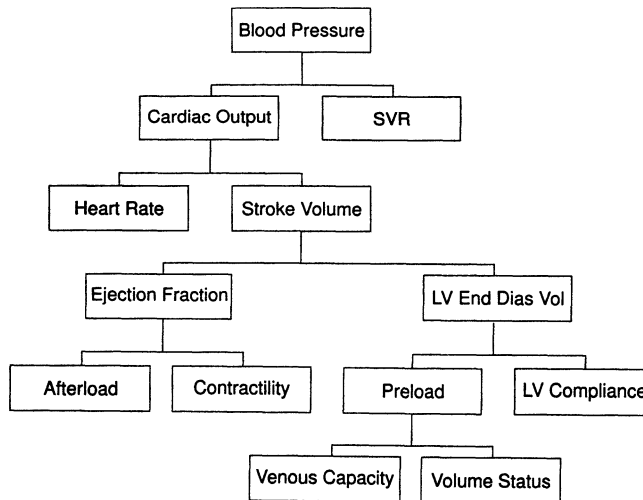 Blood Pressure
Cardiac Output
SVR
Heart Rate
Stroke Volume
Ejection Fraction
LV End Dias Vol
Afterload
Contractility
Preload
LV Compliance
Venous Capacity
Volume Status